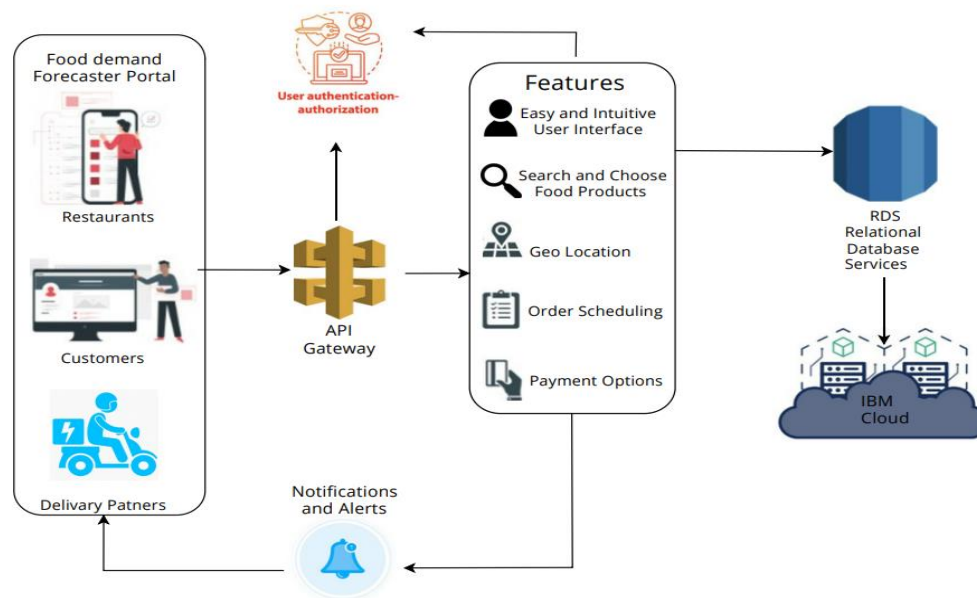 Food demand
Forecaster Portal
Restaurants
Customers
Delivary Patners
User authentication-
authorization
API
Gateway
Notifications
and Alerts
Features
Easy and Intuitive
User Interface
Search and Choose
Food Products
Geo Location
Order Scheduling
Payment Options
RDS
Relational
Database
Services
IBM
Cloud